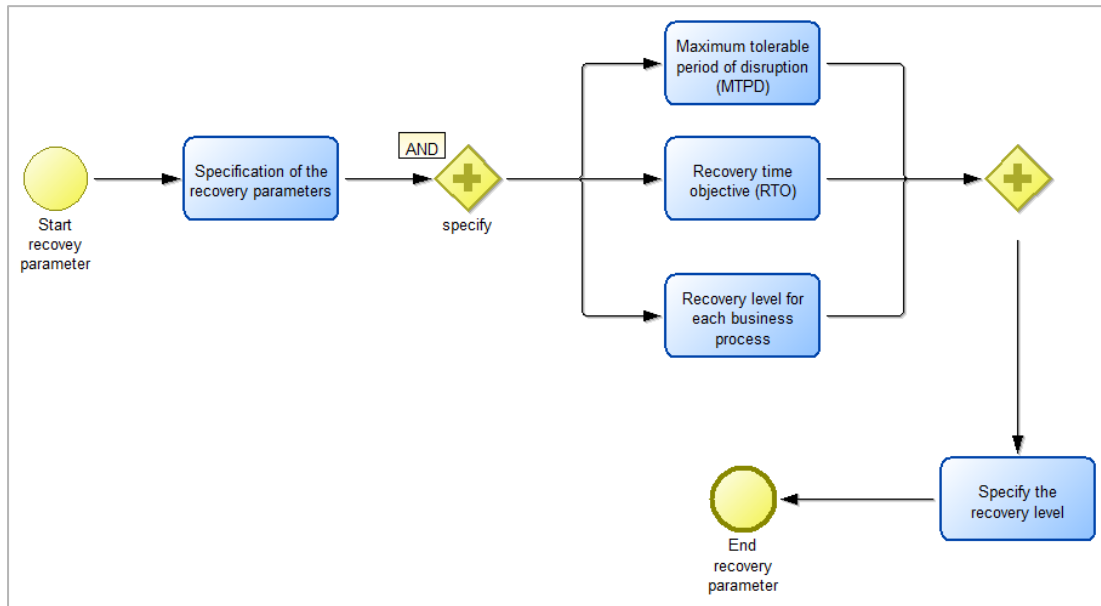 Maximum tolerable
period of disruption
(MTPD)
AND
Specification of the
recovery parameters
Recovery time
objective (RTO)
Start
recovey
parameter
specify
Recovery level for
each business
process
Specify the
recovery level
End
recovery
parameter